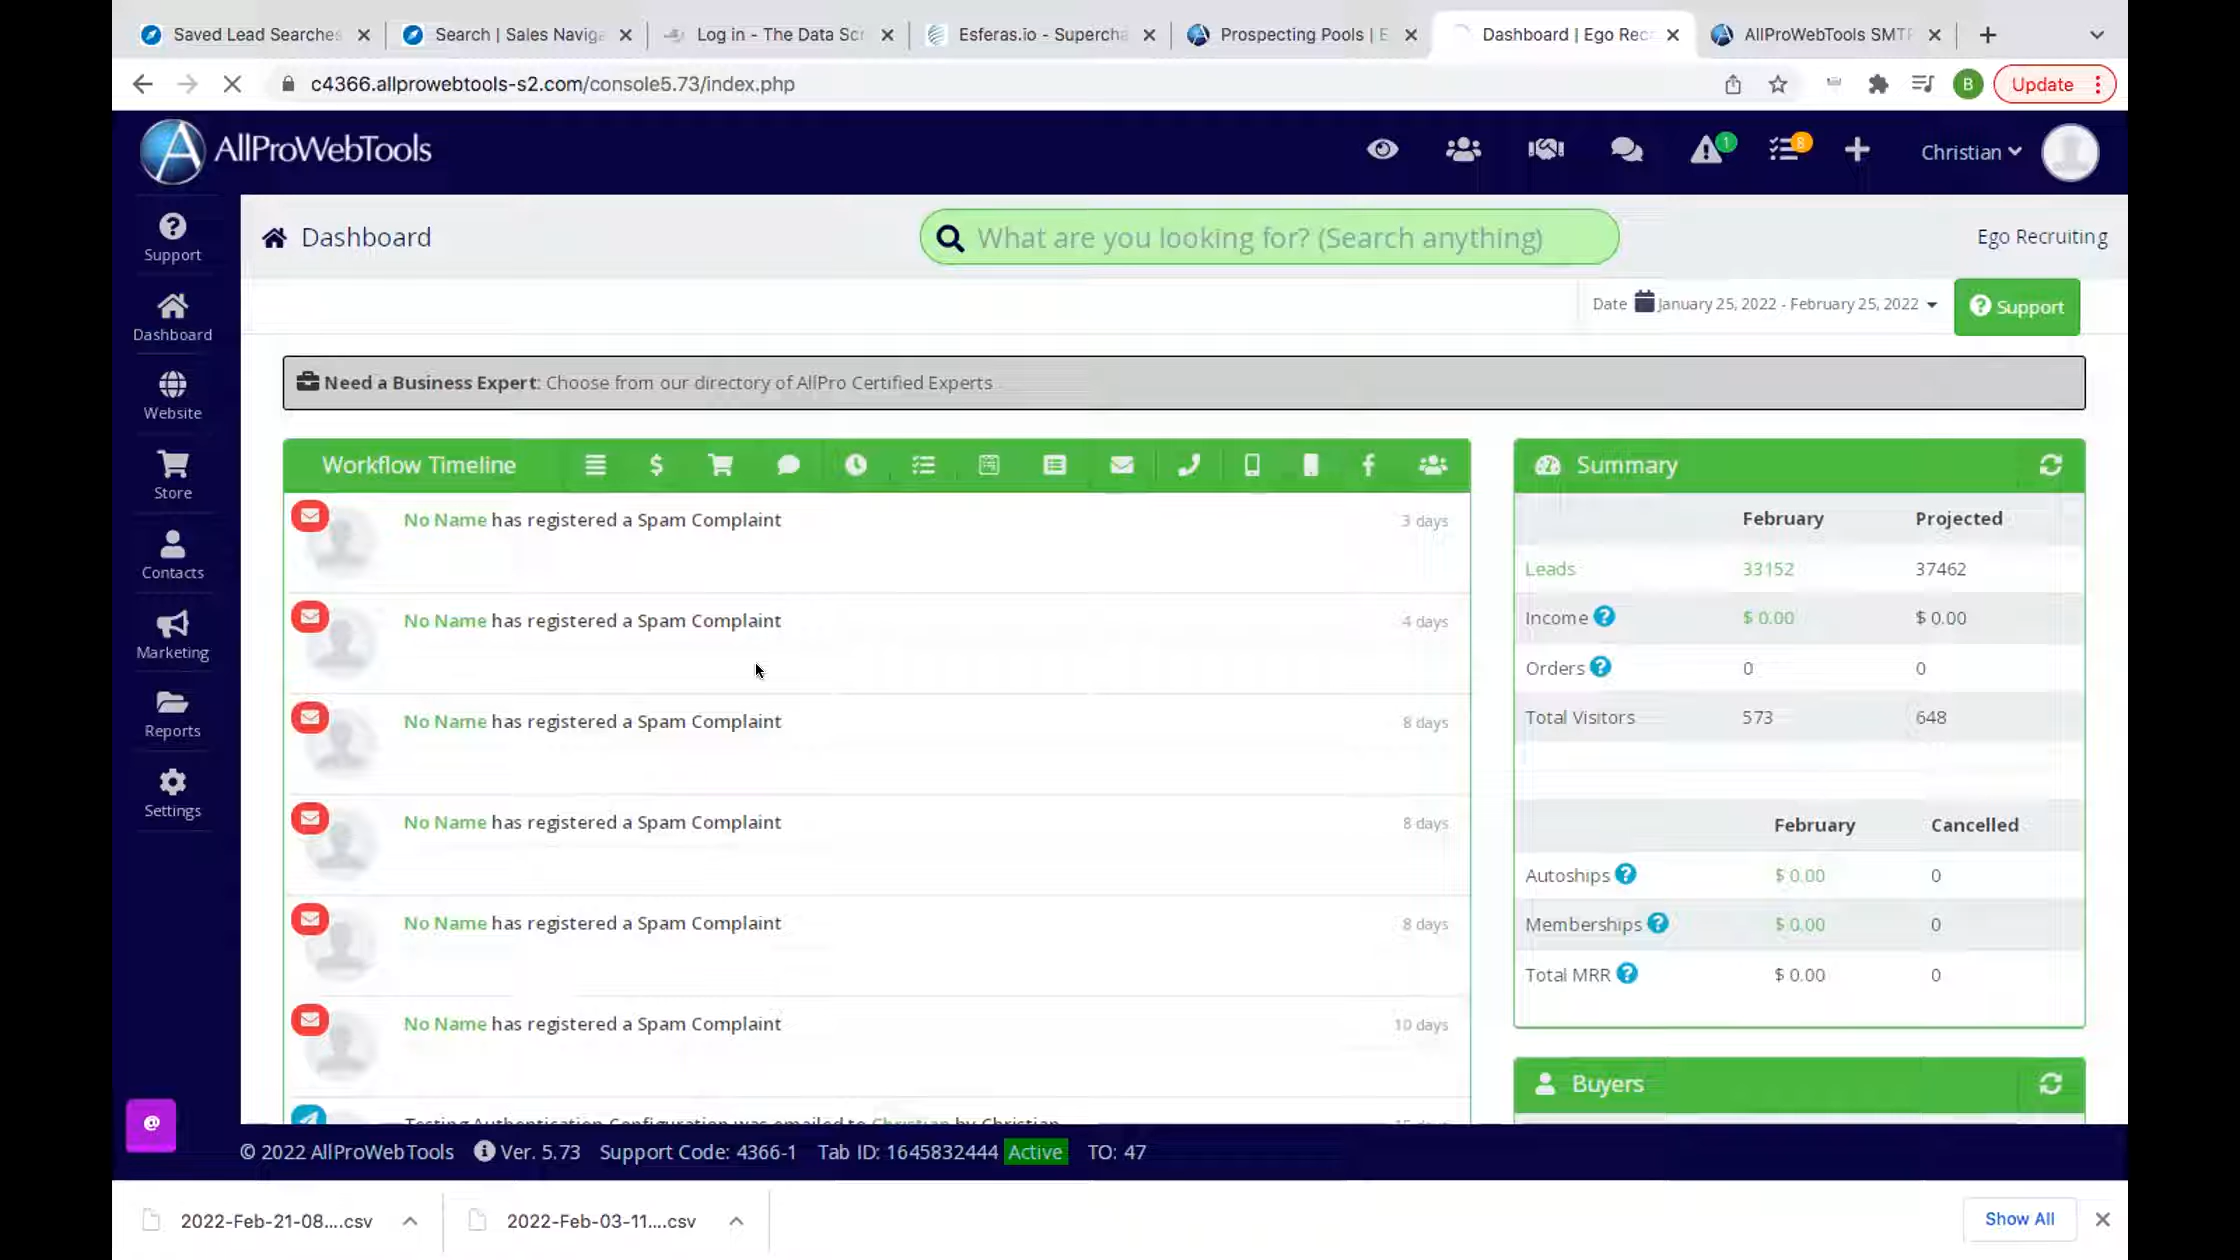 Saved Lead Searches
Search | Sales Naviga
Log in - The Data Scr
Esferas.io - Supercha
Prospecting Pools | E
Dashboard | Ego Rec
AllProWebTools SMTP
c4366.allprowebtools-s2.com/console5.73/index.php
B
Update
A AllProWebTools
1
8
Christian
Support
Dashboard
What are you looking for? (Search anything)
Ego Recruiting
Date January 25, 2022 - February 25, 2022
Support
Dashboard
Website
Store
Contacts
Marketing
Reports
Settings
Need a Business Expert: Choose from our directory of AllPro Certified Experts
Workflow Timeline
No Name has registered a Spam Complaint 3 days
No Name has registered a Spam Complaint 4 days
No Name has registered a Spam Complaint 8 days
No Name has registered a Spam Complaint 8 days
No Name has registered a Spam Complaint 8 days
No Name has registered a Spam Complaint 10 days
Testing Authentication Configuration was emailed to Christian by Christian
Summary
February Projected
Leads 33152 37462
Income $ 0.00 $ 0.00
Orders 0 0
Total Visitors 573 648
February Cancelled
Autoships $ 0.00 0
Memberships $ 0.00 0
Total MRR $ 0.00 0
Buyers
@
© 2022 AllProWebTools Ver. 5.73 Support Code: 4366-1 Tab ID: 1645832444 Active TO: 47
2022-Feb-21-08....csv
2022-Feb-03-11....csv
Show All